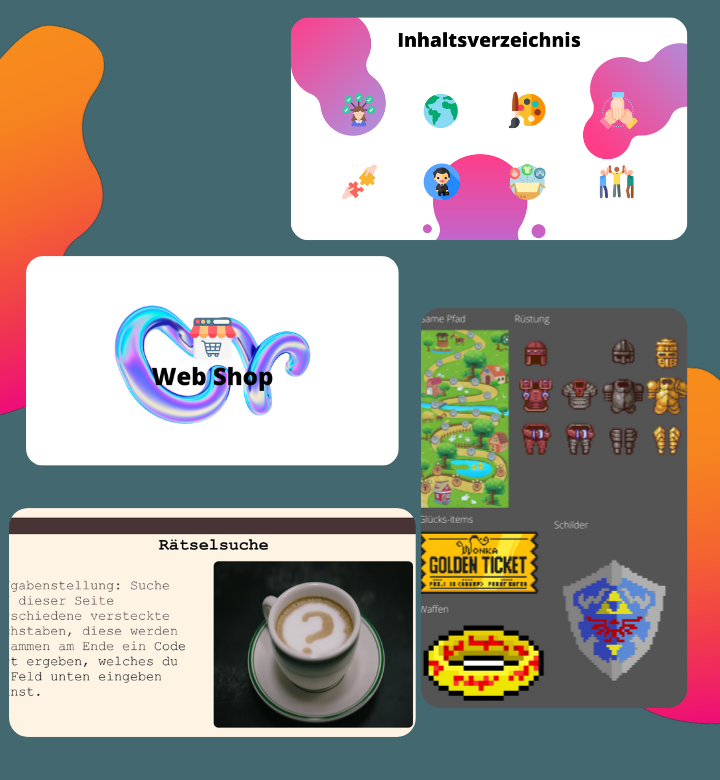 Inhaltsverzeichnis
Web Shop
Same Pfad
Rüstung
Glücks-items
Schilder
WONKA
GOLDEN TICKET
Waffen
Rätselsuche
gabenstellung: Suche
dieser Seite
schiedene versteckte
hstaben, diese werden
ammen am Ende ein Code
t ergeben, welches du
Feld unten eingeben
nst.